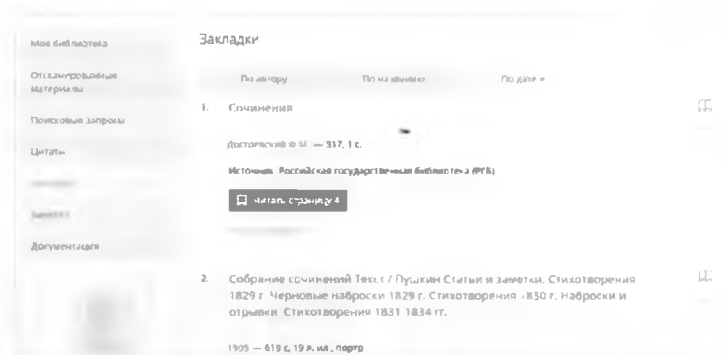 Моя библиотека
Закладки
Отсканированные
материалы
По автору
По названию
По дате
1. Сочинения
Поисковые запросы
Достоевский Ф.М. — 317, 1 с.
Цитаты
Источник: Российская государственная библиотека (РГБ)
Читать страницу 4
Документация
2. Собрание сочинений Текст / Пушкин Статьи и заметки. Стихотворения
1829 г. Черновые наброски 1829 г. Стихотворения 1830 г. Наброски и
отрывки. Стихотворения 1831-1834 гг.
1909 — 619 с, 19 л. ил., портр